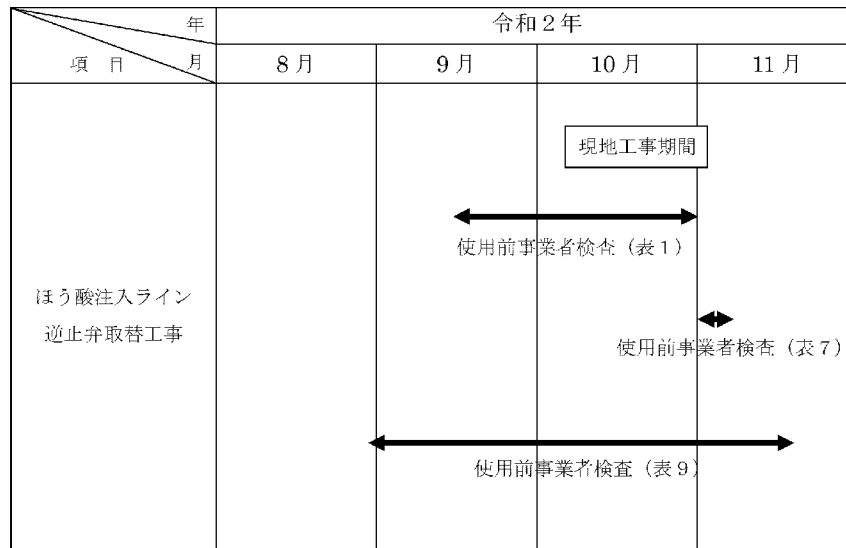 年
令和２年
項　目
月
8月
9月
10月
11月
現地工事期間
使用前事業者検査（表１）
ほう酸注入ライン
逆止弁取替工事
使用前事業者検査（表７）
使用前事業者検査（表９）